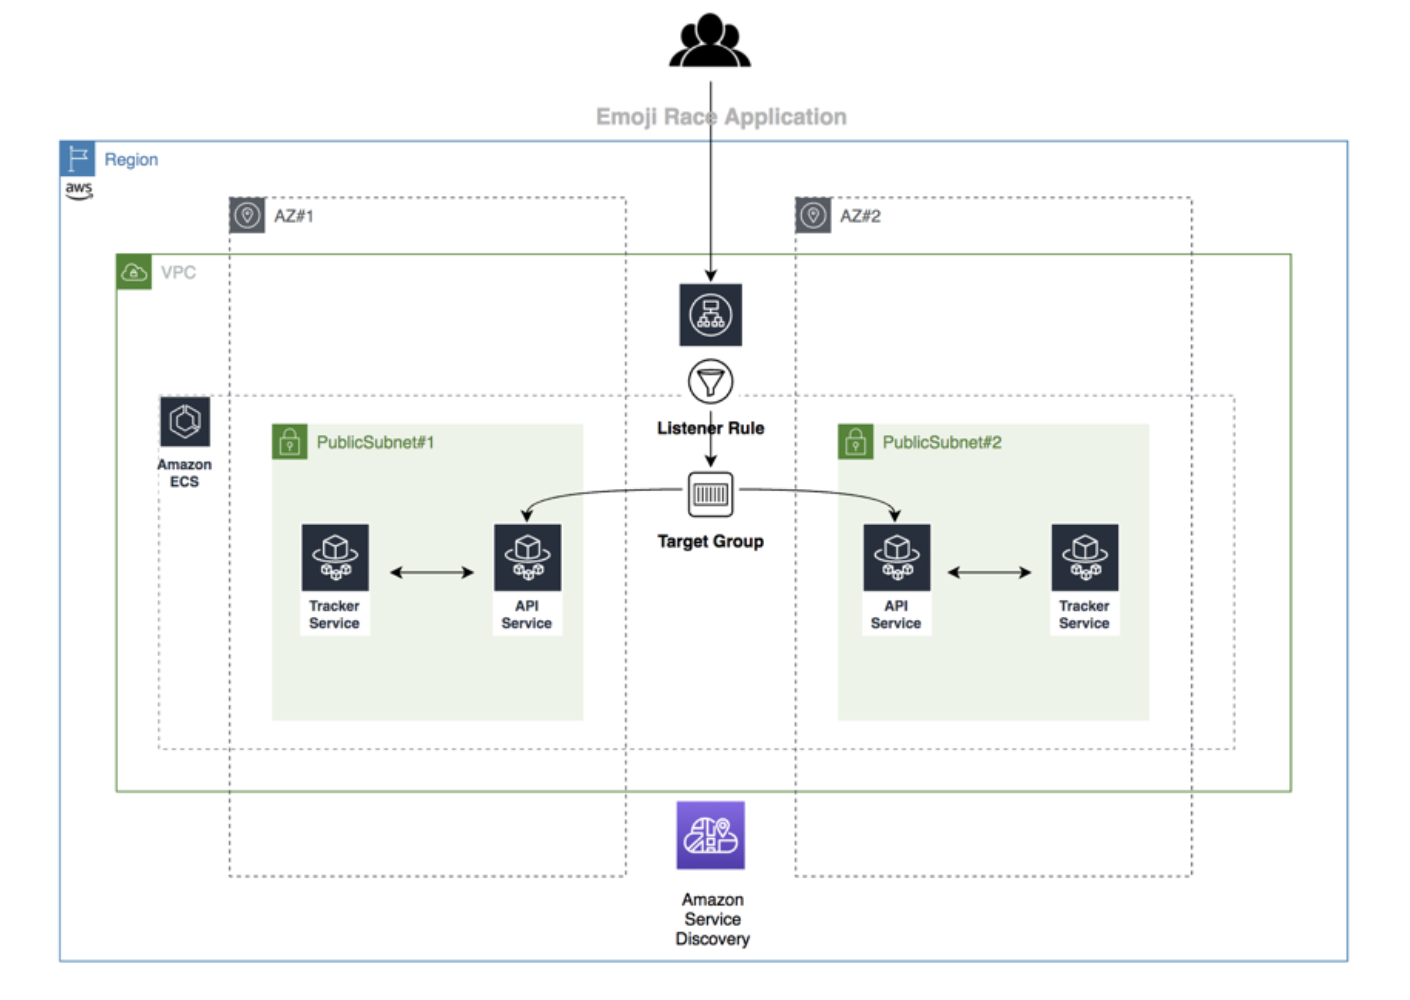 Emoji Race Application
Region
aws
AZ#1
AZ#2
VPC
Listener Rule
Amazon
ECS
PublicSubnet#1
PublicSubnet#2
Target Group
Tracker
Service
API
Service
API
Service
Tracker
Service
Amazon
Service
Discovery